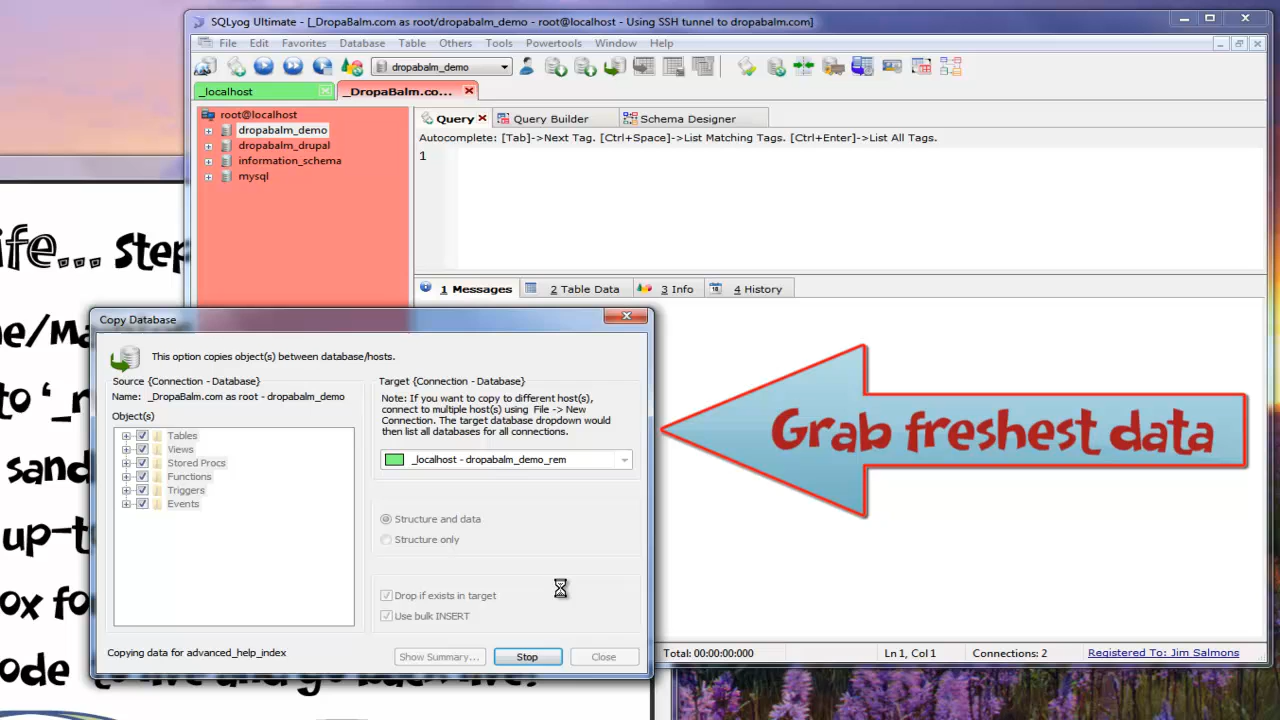 SQLyog Ultimate - [_DropaBalm.com as root/dropabalm_demo - root@localhost - Using SSH tunnel to dropabalm.com]
File Edit Favorites Database Table Others Tools Powertools Window Help
dropabalm_demo
_localhost _DropaBalm.co...
root@localhost
dropabalm_demo
dropabalm_drupal
information_schema
mysql
Query Query Builder Schema Designer
Autocomplete: [Tab]->Next Tag. [Ctrl+Space]->List Matching Tags. [Ctrl+Enter]->List All Tags.
1
1 Messages 2 Table Data 3 Info 4 History
ife... Step
Copy Database
This option copies object(s) between database/hosts.
Source {Connection - Database}
Name: _DropaBalm.com as root - dropabalm_demo
Object(s)
Tables
Views
Stored Procs
Functions
Triggers
Events
Target {Connection - Database}
Note: If you want to copy to different host(s),
connect to multiple host(s) using File -> New
Connection. The target database dropdown would
then list all databases for all connections.
_localhost - dropabalm_demo_rem
Structure and data
Structure only
Drop if exists in target
Use bulk INSERT
Copying data for advanced_help_index
Show Summary... Stop Close
Grab freshest data
Total: 00:00:00:000 Ln 1, Col 1 Connections: 2 Registered To: Jim Salmons
ne/Ma
to '_r
sand
up-t
ox fo
ode